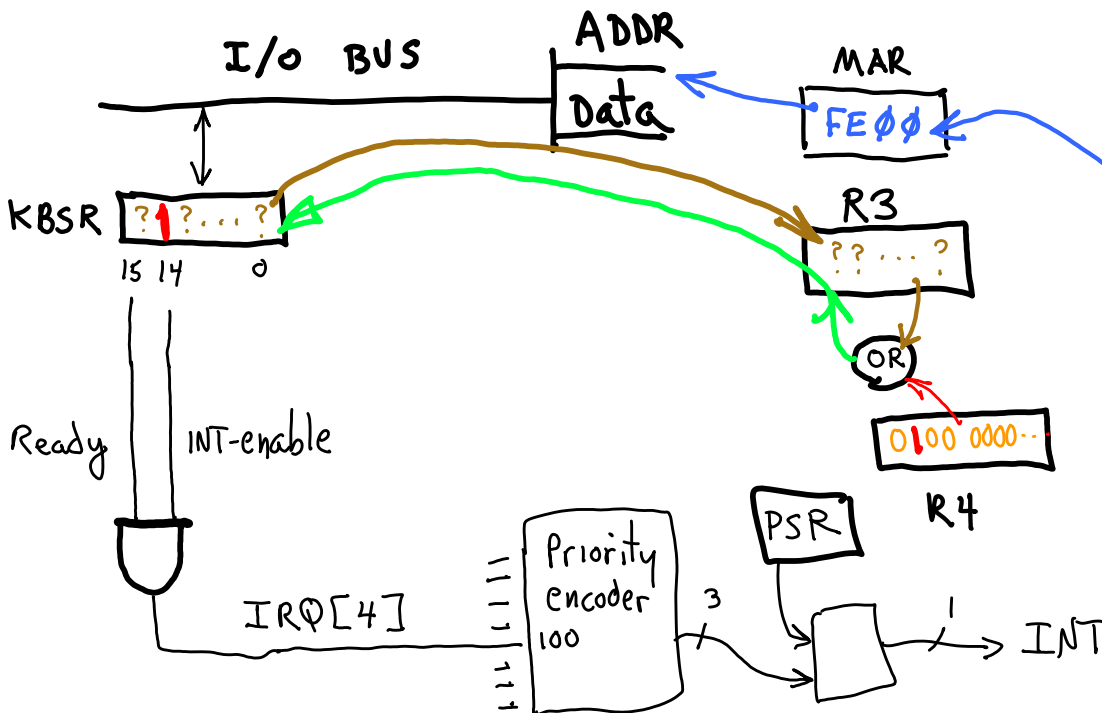 I/O BUS
ADDR
Data
MAR
FEØØ
KBSR
? 1 ? . . . . ?
15 14 0
R3
? ? . . . ?
OR
0100 0000...
R4
Ready
INT-enable
PSR
Priority
encoder
100
IRQ[4]
3
1
INT